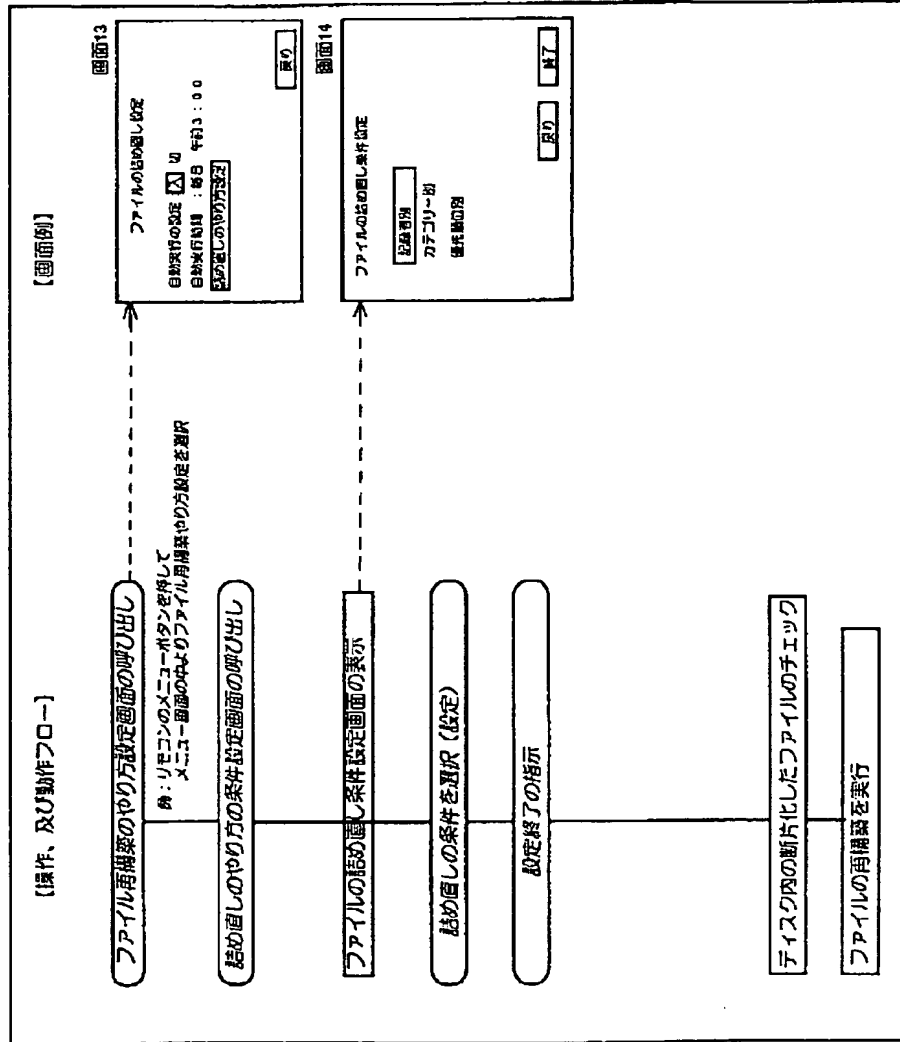 【操作、及び動作フロー】
ファイル再構築のやり方設定画面の呼び出し
例：リモコンのメニューボタンを押して
メニュー画面の中よりファイル再構築やり方設定を選択
詰め直しのやり方の条件設定画面の呼び出し
ファイルの詰め直し条件設定画面の表示
詰め直しの条件を選択（設定）
設定終了の指示
ディスク内の断片化したファイルのチェック
ファイルの再構築を実行
【画面例】
画面13
ファイルの詰め直し設定
自動実行の設定 入 切
自動実行時間 ：毎日 午前3：00
詰め直しのやり方設定
戻り
画面14
ファイルの詰め直し条件設定
記録者別
カテゴリー別
優先順位別
戻り 終了